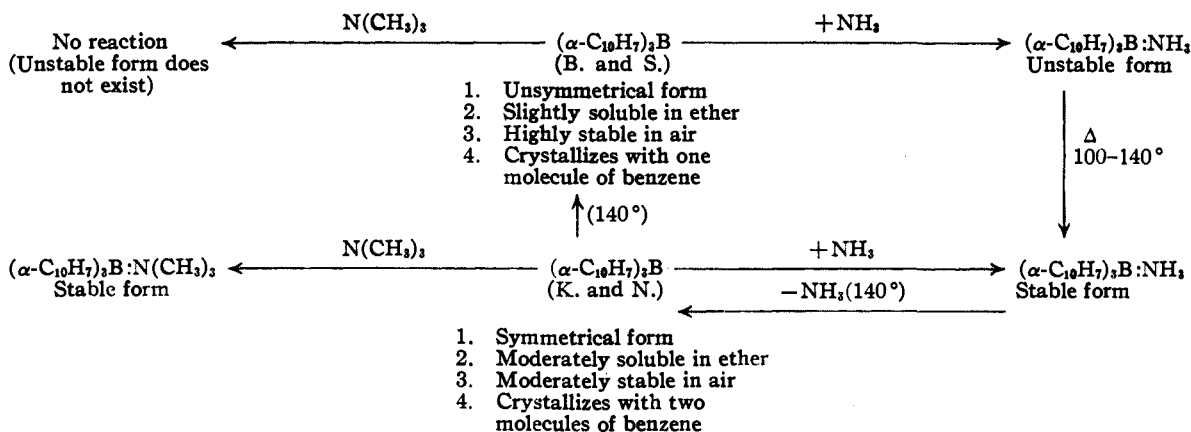 N(CH₃)₃
+NH₃
No reaction
(Unstable form does
not exist)
(α-C₁₀H₇)₃B
(B. and S.)
(α-C₁₀H₇)₃B:NH₃
Unstable form
1. Unsymmetrical form
2. Slightly soluble in ether
3. Highly stable in air
4. Crystallizes with one
molecule of benzene
Δ
100–140°
(140°)
N(CH₃)₃
+NH₃
(α-C₁₀H₇)₃B:N(CH₃)₃
Stable form
(α-C₁₀H₇)₃B
(K. and N.)
−NH₃(140°)
(α-C₁₀H₇)₃B:NH₃
Stable form
1. Symmetrical form
2. Moderately soluble in ether
3. Moderately stable in air
4. Crystallizes with two
molecules of benzene